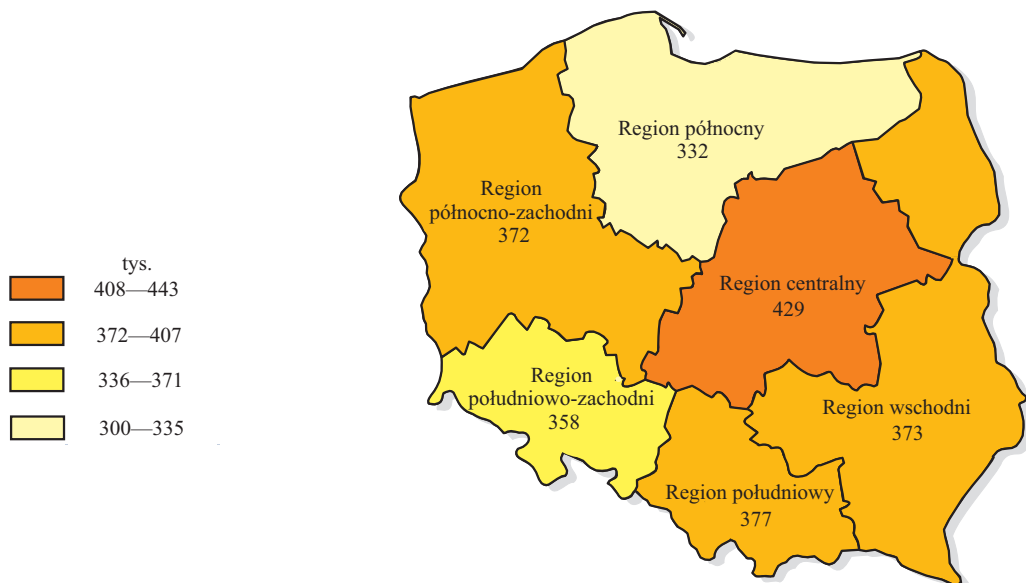 tys.
408—443
372—407
336—371
300—335
Region północny
332
Region
północno-zachodni
372
Region centralny
429
Region
południowo-zachodni
358
Region wschodni
373
Region południowy
377